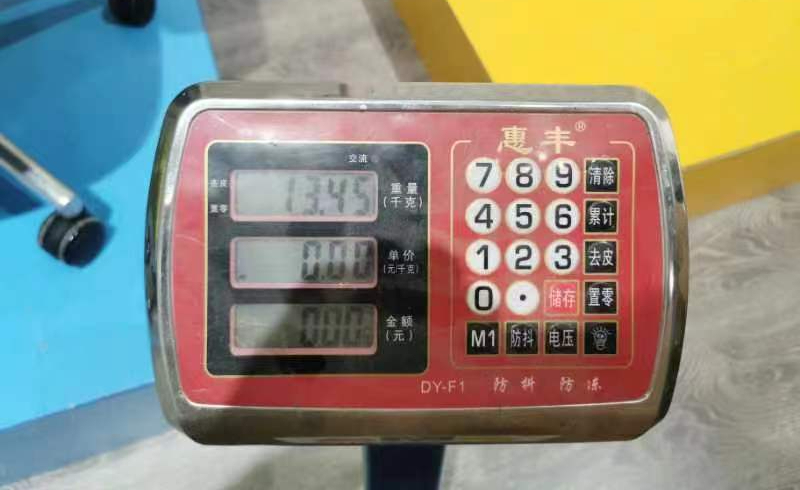 惠丰®
交流
去皮
13.45
重量
(千克)
置零
0.00
单价
(元/千克)
0.00
金额
(元)
7 8 9 清除
4 5 6 累计
1 2 3 去皮
0 · 储存 置零
M1 防抖 电压
DY-F1 防抖 防冻